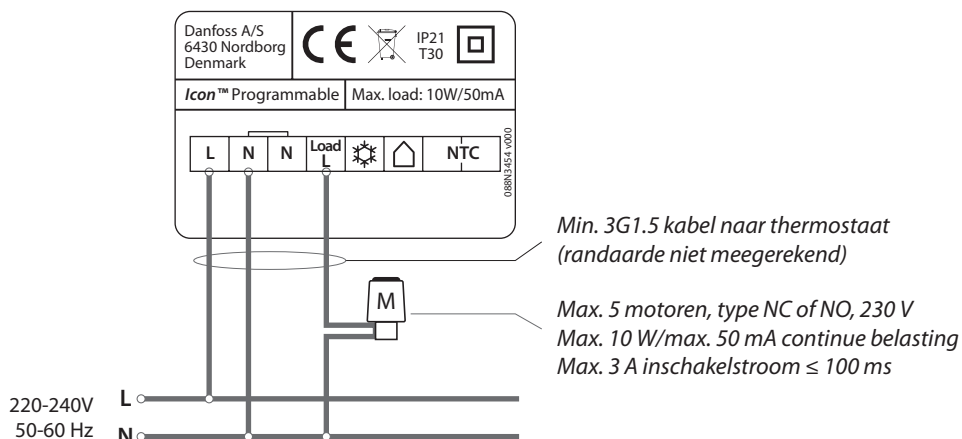 Danfoss A/S
6430 Nordborg
Denmark
IP21
T30
Icon™ Programmable
Max. load: 10W/50mA
L N N Load L NTC
088N3454 v000
Min. 3G1.5 kabel naar thermostaat
(randaarde niet meegerekend)
M
Max. 5 motoren, type NC of NO, 230 V
Max. 10 W/max. 50 mA continue belasting
Max. 3 A inschakelstroom ≤ 100 ms
220-240V
50-60 Hz
L
N